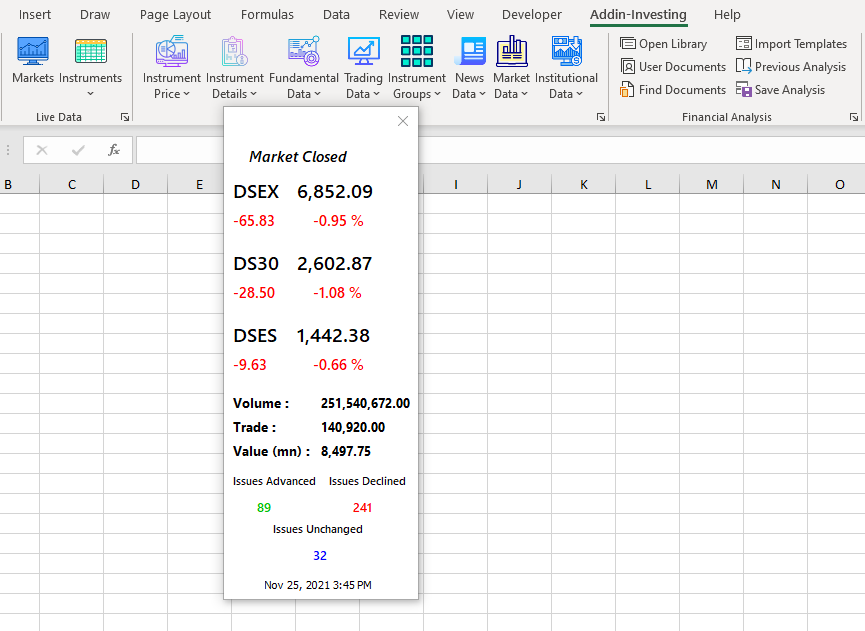 Insert Draw Page Layout Formulas Data Review View Developer Addin-Investing Help
Markets Instruments Instrument Price Instrument Details Fundamental Data Trading Data Instrument Groups News Data Market Data Institutional Data
Open Library Import Templates
User Documents Previous Analysis
Find Documents Save Analysis
Live Data Financial Analysis
fx
B C D E I J K L M N O
Market Closed
DSEX 6,852.09
-65.83 -0.95 %
DS30 2,602.87
-28.50 -1.08 %
DSES 1,442.38
-9.63 -0.66 %
Volume : 251,540,672.00
Trade : 140,920.00
Value (mn) : 8,497.75
Issues Advanced Issues Declined
89 241
Issues Unchanged
32
Nov 25, 2021 3:45 PM